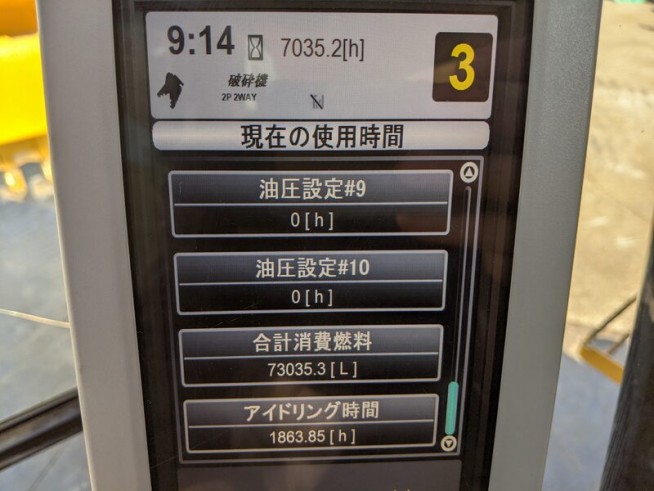 9:14 7035.2[h]
3
破砕機
2P 2WAY
N
現在の使用時間
油圧設定#9
0 [ h ]
油圧設定#10
0 [ h ]
合計消費燃料
73035.3 [ L ]
アイドリング時間
1863.85 [ h ]